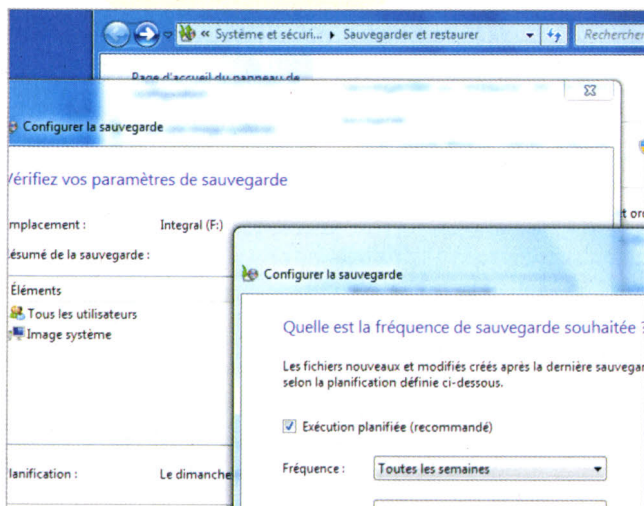 « Système et sécuri... ▸ Sauvegarder et restaurer
Rechercher
Page d'accueil du panneau de
configuration
Configurer la sauvegarde
Vérifiez vos paramètres de sauvegarde
mplacement : Integral (F:)
ésumé de la sauvegarde :
Éléments
Tous les utilisateurs
Image système
lanification : Le dimanche
t or
Configurer la sauvegarde
Quelle est la fréquence de sauvegarde souhaitée ?
Les fichiers nouveaux et modifiés créés après la dernière sauvegar
selon la planification définie ci-dessous.
Exécution planifiée (recommandé)
Fréquence : Toutes les semaines